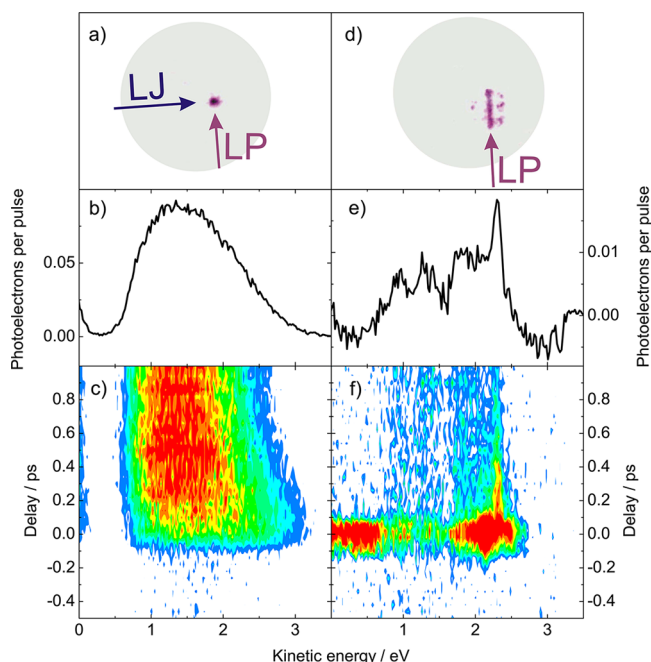 a)
LJ
LP
d)
LP
Photoelectrons per pulse
b)
0.05
0.00
e)
0.01
0.00
Photoelectrons per pulse
Delay / ps
c)
0.8
0.6
0.4
0.2
0.0
-0.2
-0.4
f)
0.8
0.6
0.4
0.2
0.0
-0.2
-0.4
Delay / ps
0 1 2 3
0 1 2 3
Kinetic energy / eV